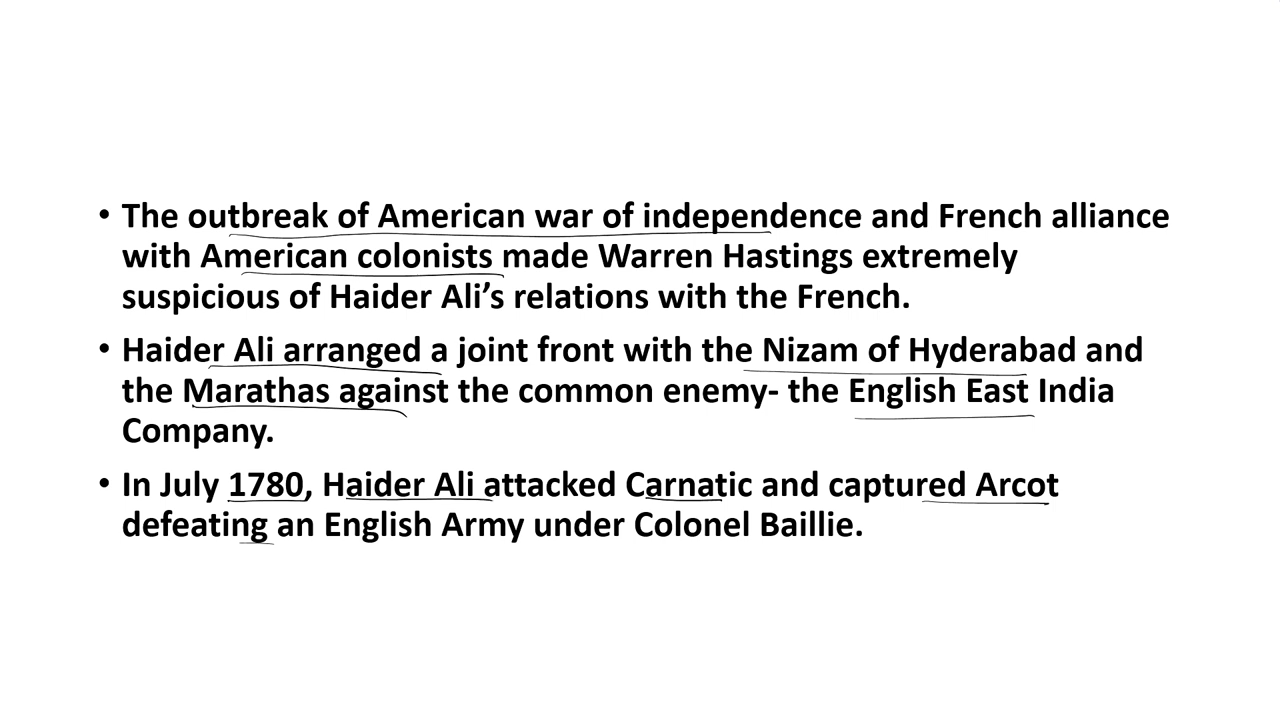 • The outbreak of American war of independence and French alliance
with American colonists made Warren Hastings extremely
suspicious of Haider Ali’s relations with the French.
• Haider Ali arranged a joint front with the Nizam of Hyderabad and
the Marathas against the common enemy- the English East India
Company.
• In July 1780, Haider Ali attacked Carnatic and captured Arcot
defeating an English Army under Colonel Baillie.